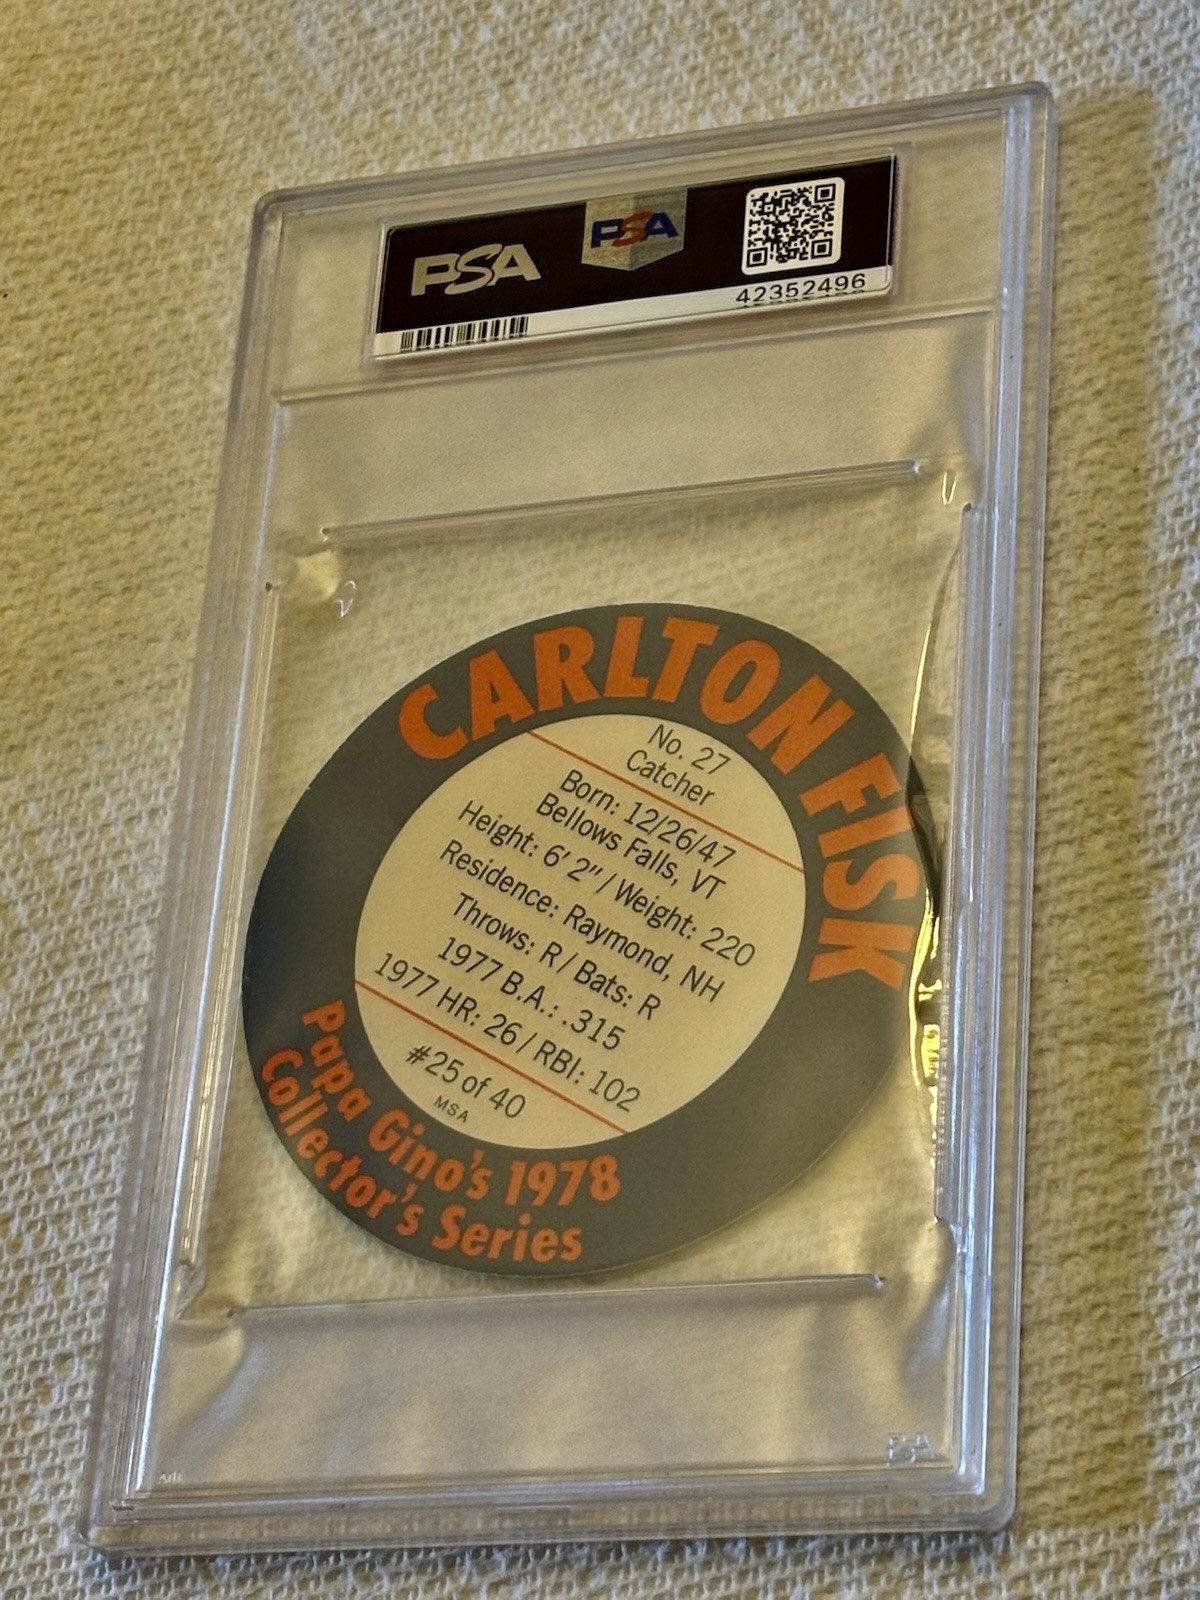 PSA
PSA
42352496
CARLTON FISK
No. 27
Catcher
Born: 12/26/47
Bellows Falls, VT
Height: 6' 2" / Weight: 220
Residence: Raymond, NH
Throws: R / Bats: R
1977 B.A.: .315
1977 HR: 26 / RBI: 102
#25 of 40
MSA
Papa Gino's 1978
Collector's Series
PSA